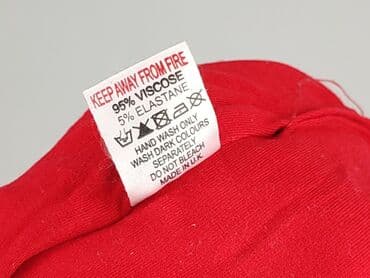 KEEP AWAY FROM FIRE
95% VISCOSE
5% ELASTANE
HAND WASH ONLY
WASH DARK COLOURS
SEPARATELY
DO NOT BLEACH
MADE IN U.K.